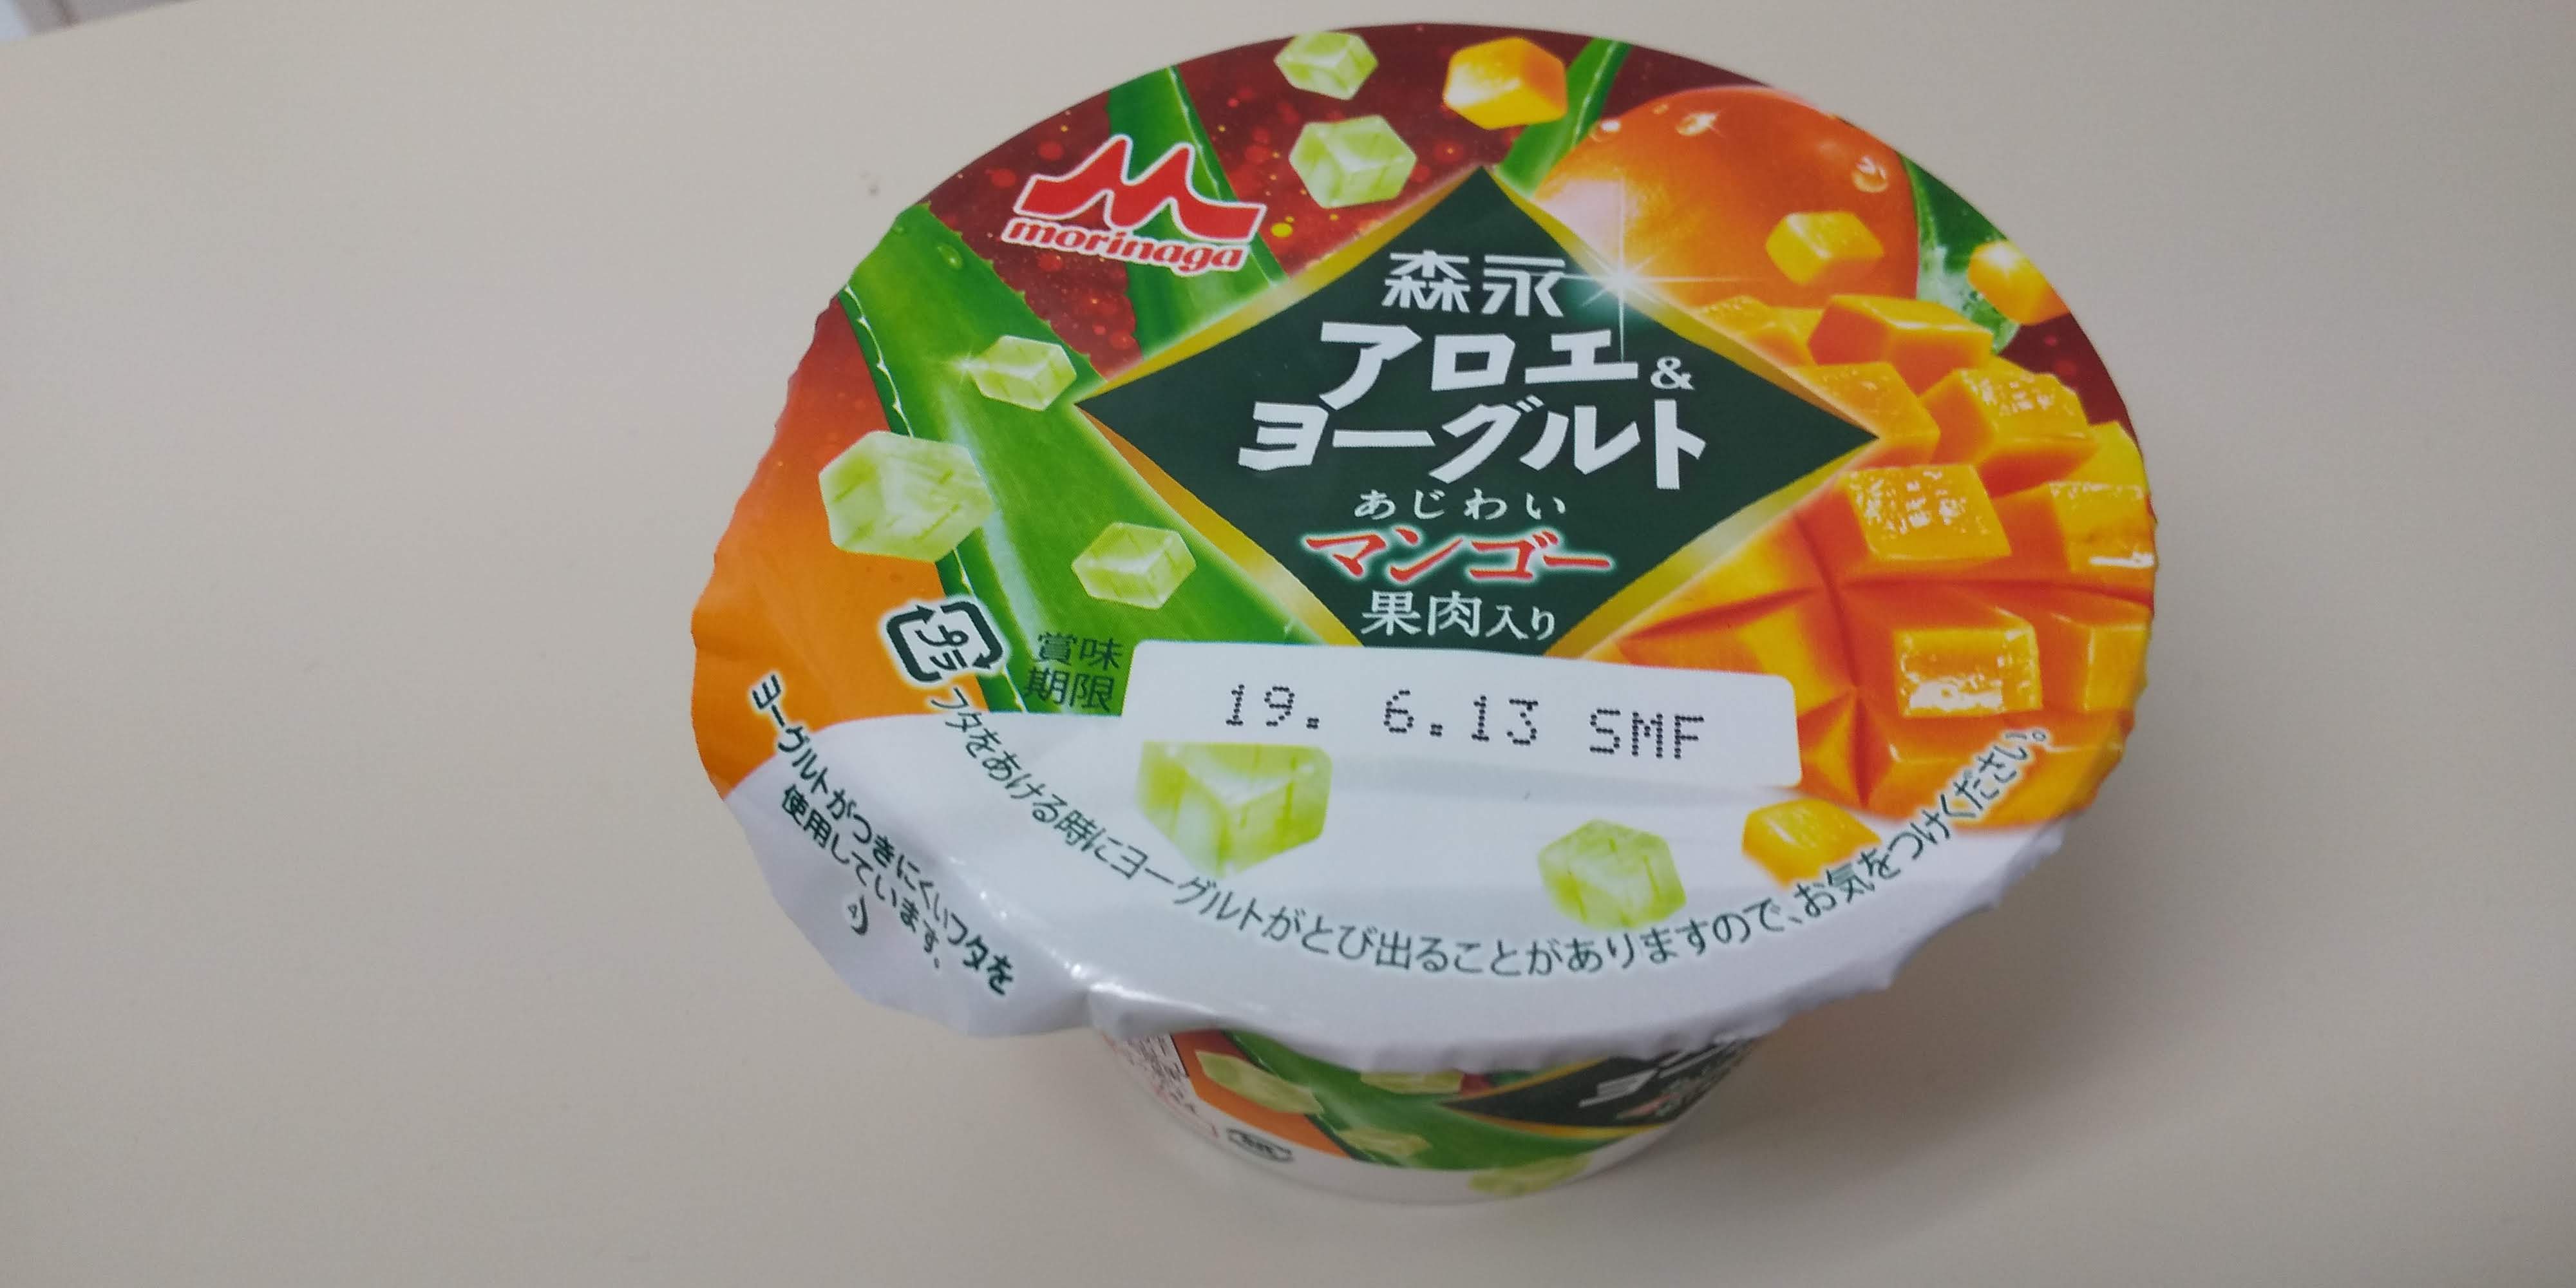 morinaga
森永
アロエ&
ヨーグルト
あじわい
マンゴー
果肉入り
プラ
賞味
期限
19. 6.13 SMF
フタをあける時にヨーグルトがとび出ることがありますので、お気をつけください。
ヨーグルトがつきにくいフタを
使用しています。